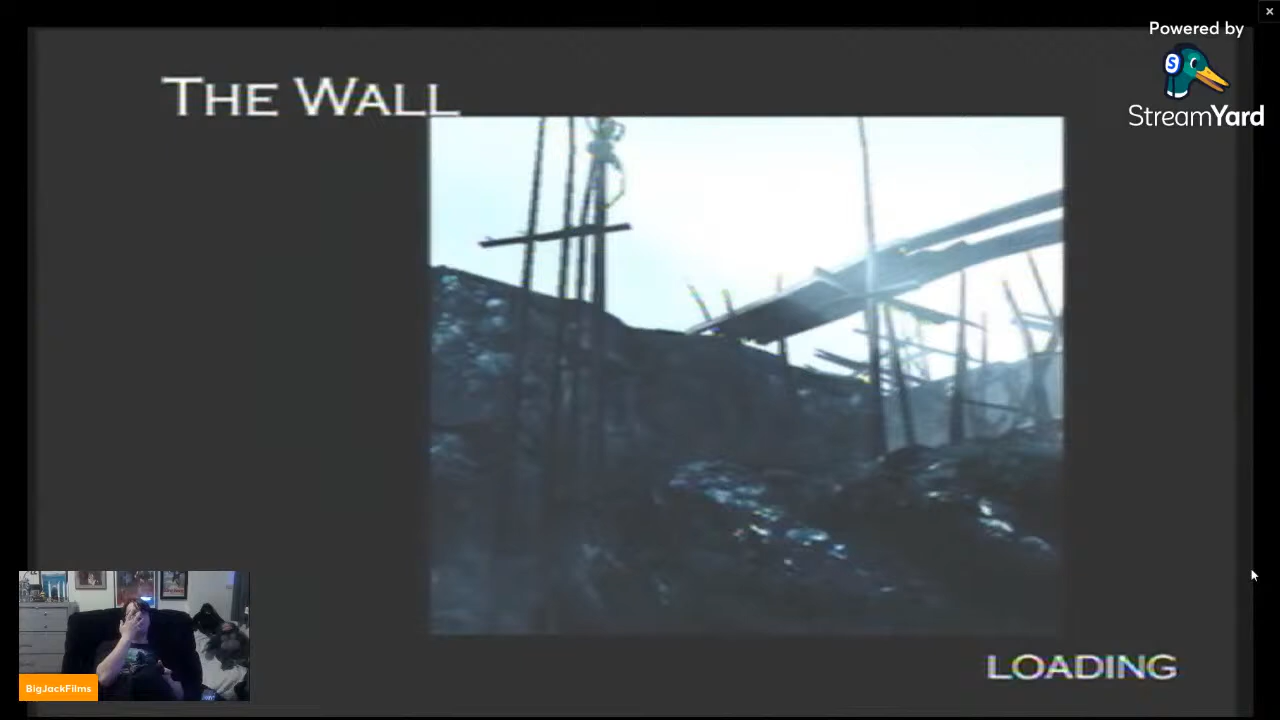 Powered by
S
StreamYard
THE WALL
BigJackFilms
LOADING